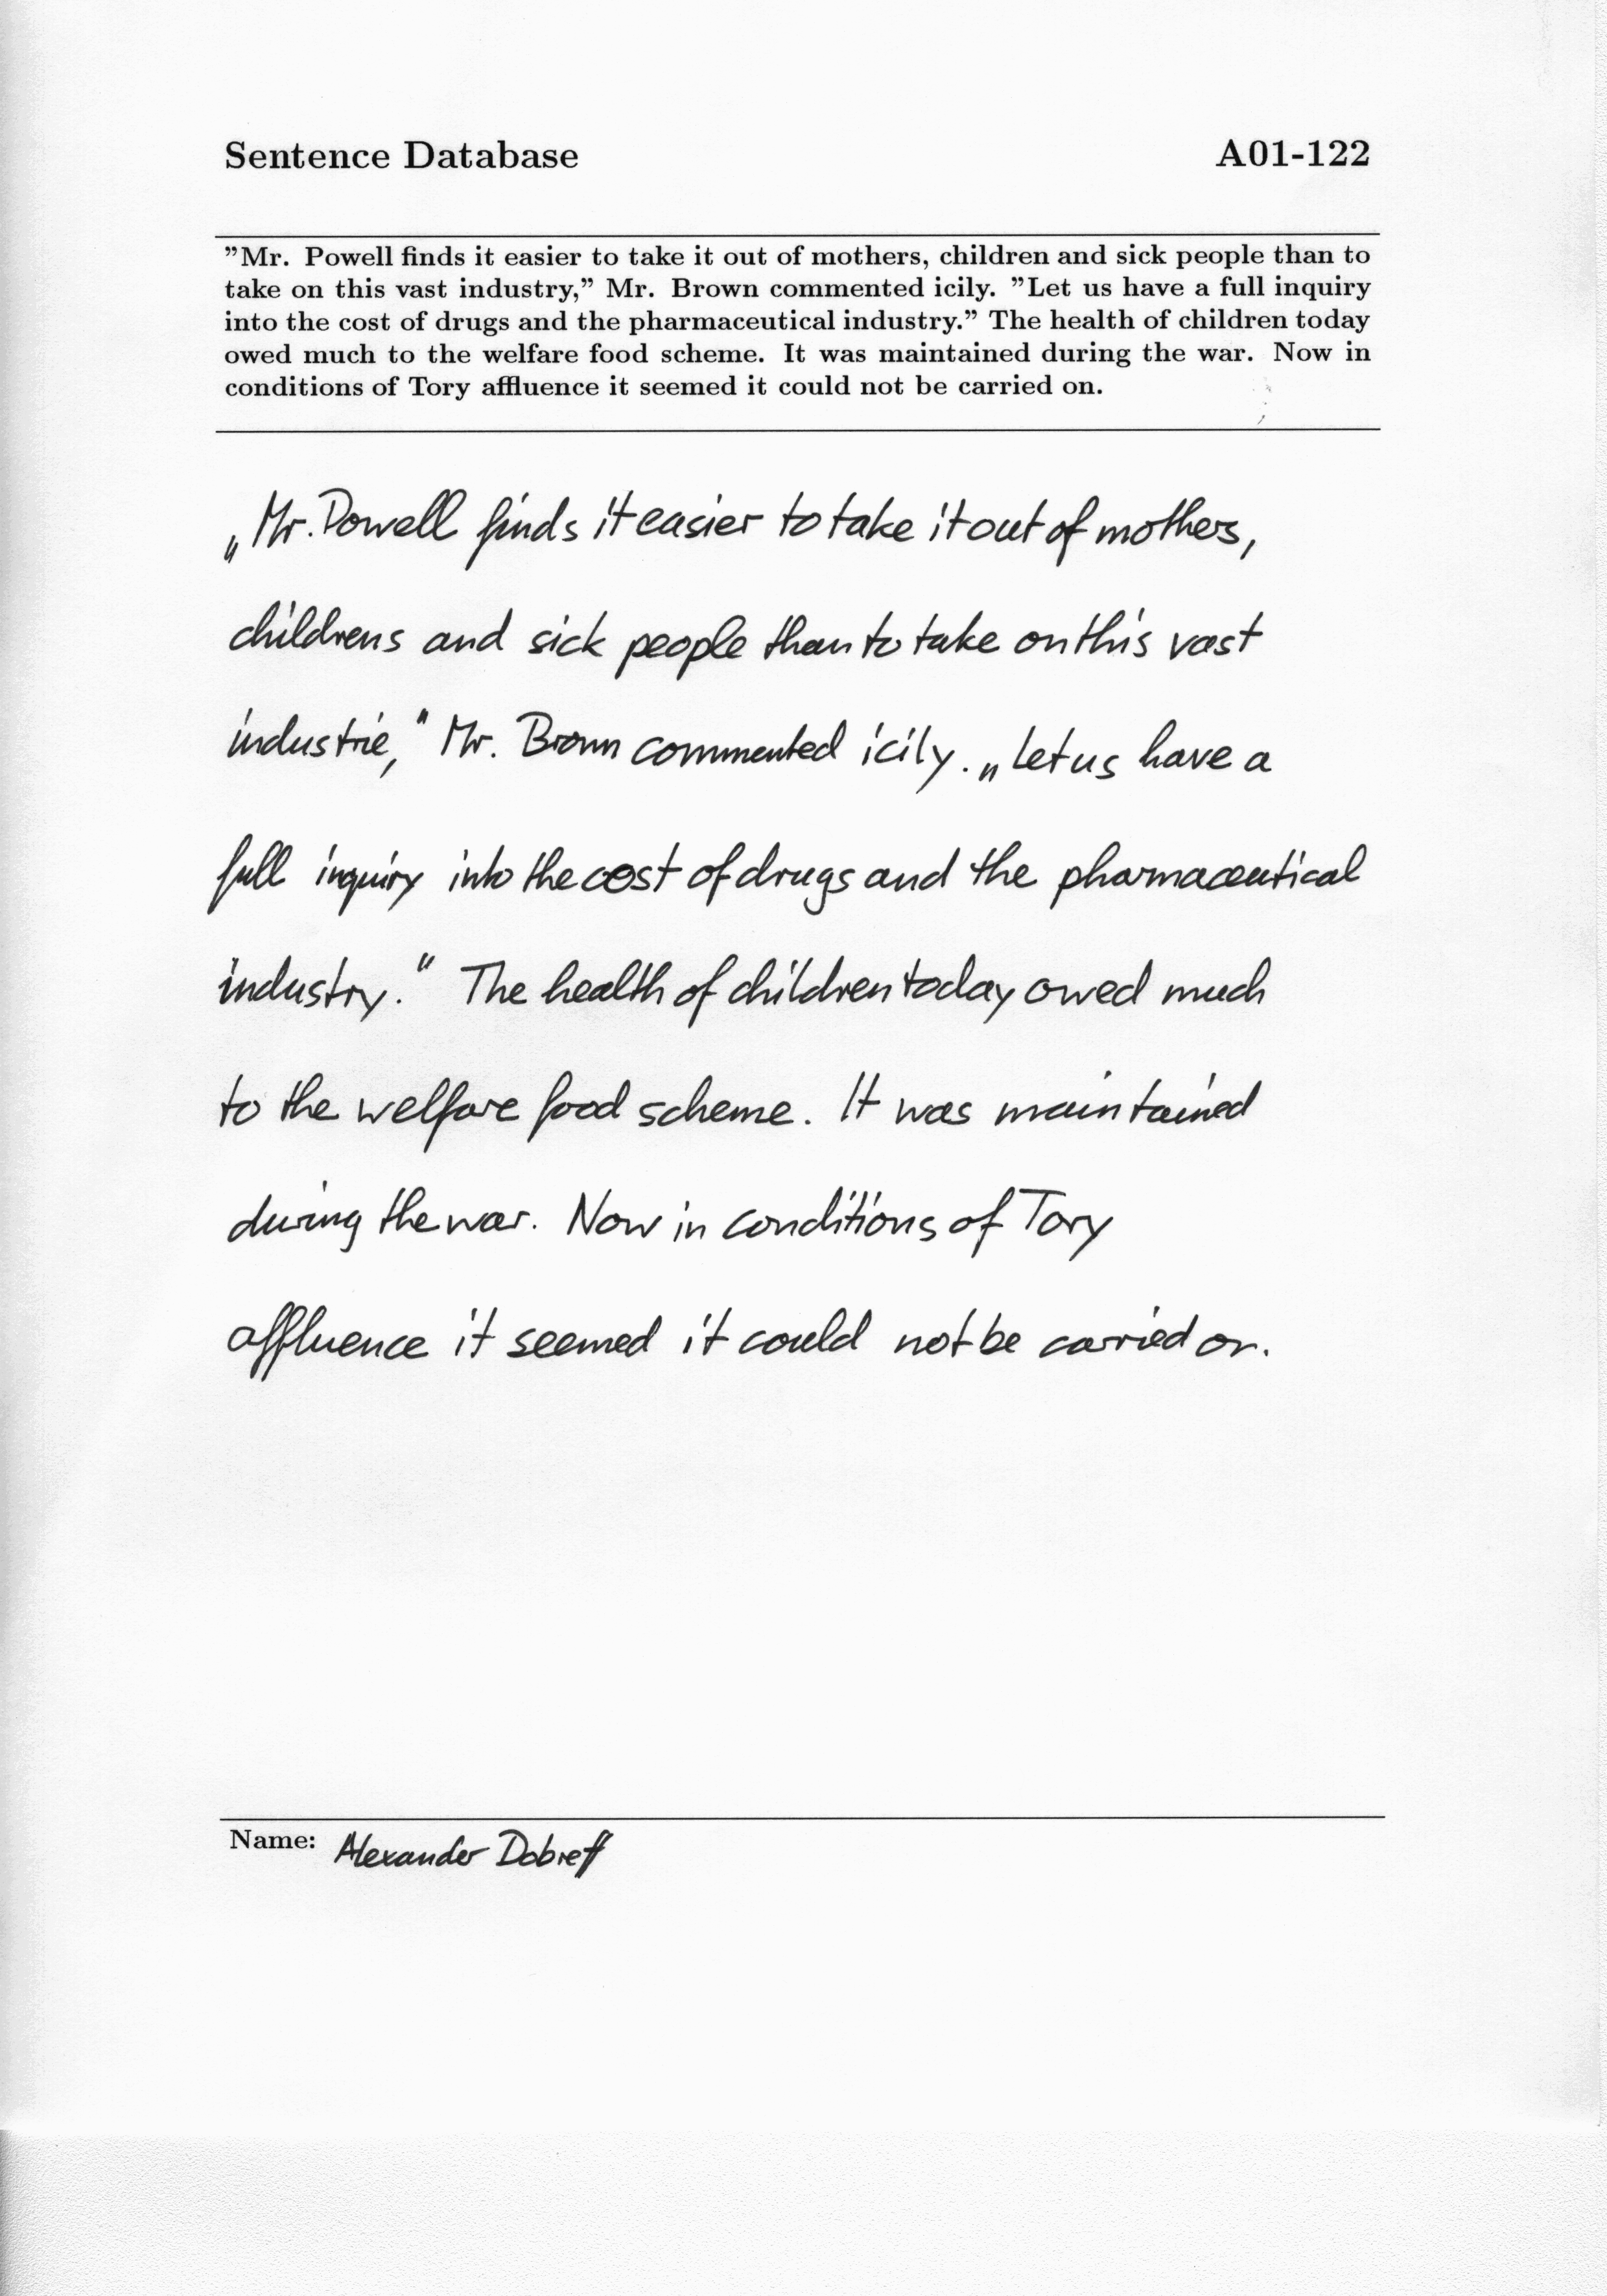 Sentence Database A01-122
"Mr. Powell finds it easier to take it out of mothers, children and sick people than to
take on this vast industry," Mr. Brown commented icily. "Let us have a full inquiry
into the cost of drugs and the pharmaceutical industry." The health of children today
owed much to the welfare food scheme. It was maintained during the war. Now in
conditions of Tory affluence it seemed it could not be carried on.
„Mr. Powell finds it easier to take it out of mothers,
childrens and sick people than to take on this vast
industrie," Mr. Brown commented icily. „Let us have a
full inquiry into the cost of drugs and the pharmaceutical
industry." The health of children today owed much
to the welfare food scheme. It was maintained
during the war. Now in conditions of Tory
affluence it seemed it could not be carried on.
Name: Alexander Dobreff